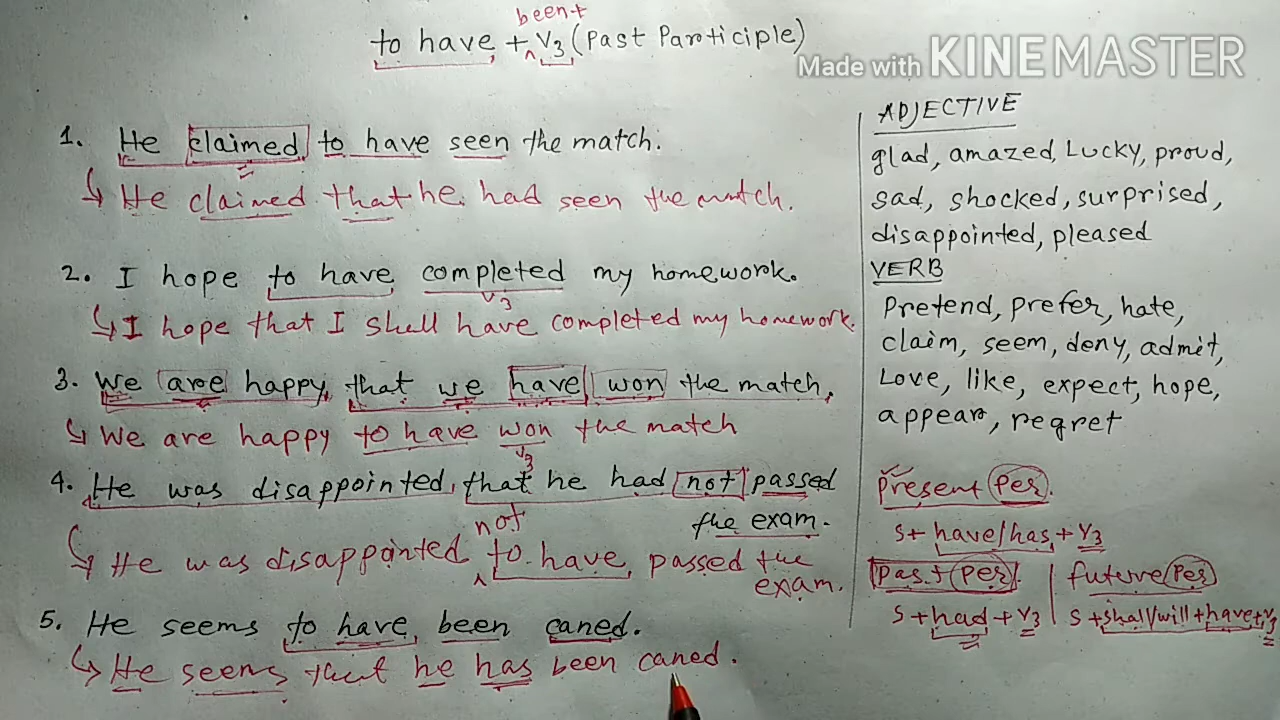 been+
to have + V3 (Past Participle)
Made with KINEMASTER
1. He claimed to have seen the match.
He claimed that he had seen the match.
2. I hope to have completed my homework.
V3
I hope that I shall have completed my homework.
3. We are happy, that we have won the match,
We are happy to have won the match
V3
4. He was disappointed, that he had not passed
the exam.
not
He was disappointed to have passed the
exam.
5. He seems to have been caned.
He seems that he has been caned.
ADJECTIVE
glad, amazed, Lucky, proud,
sad, shocked, surprised,
disappointed, pleased
VERB
Pretend, prefer, hate,
claim, seem, deny, admit,
Love, like, expect, hope,
appear, regret
Present Per.
S+ have/has + V3
Past Per.
S + had + V3
future Per
S + shall/will + have + V3